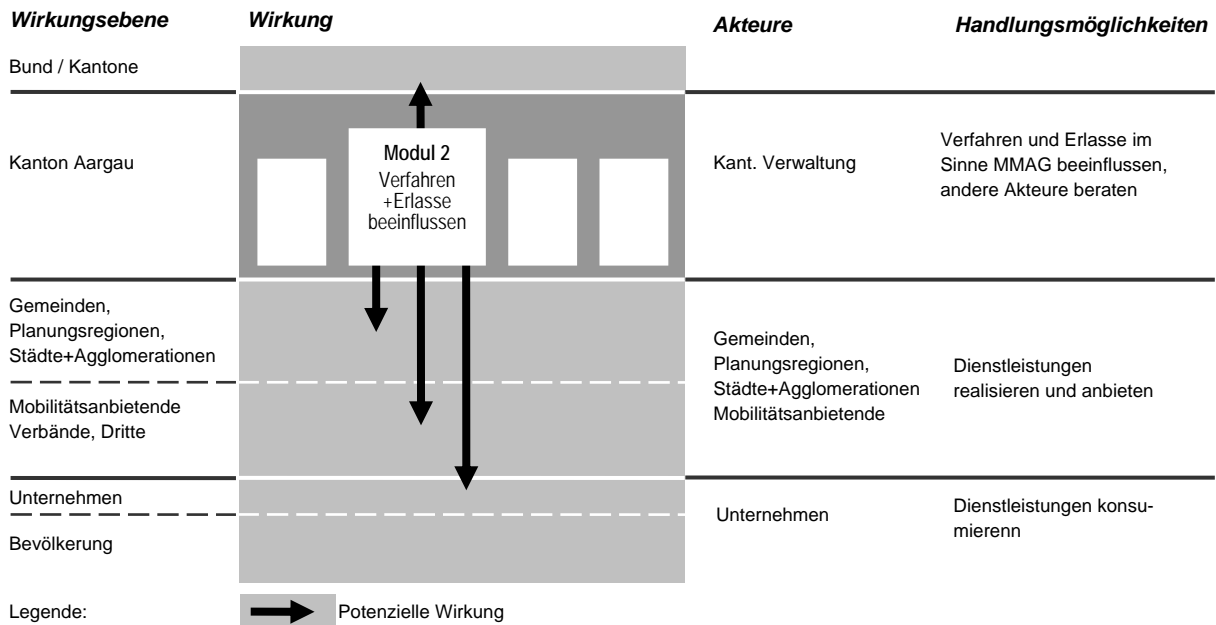 Wirkungsebene
Wirkung
Akteure
Handlungsmöglichkeiten
Bund / Kantone
Kanton Aargau
Modul 2
Verfahren
+Erlasse
beeinflussen
Kant. Verwaltung
Verfahren und Erlasse im
Sinne MMAG beeinflussen,
andere Akteure beraten
Gemeinden,
Planungsregionen,
Städte+Agglomerationen
Mobilitätsanbietende
Verbände, Dritte
Gemeinden,
Planungsregionen,
Städte+Agglomerationen
Mobilitätsanbietende
Dienstleistungen
realisieren und anbieten
Unternehmen
Bevölkerung
Unternehmen
Dienstleistungen konsu-
mierenn
Legende:
Potenzielle Wirkung